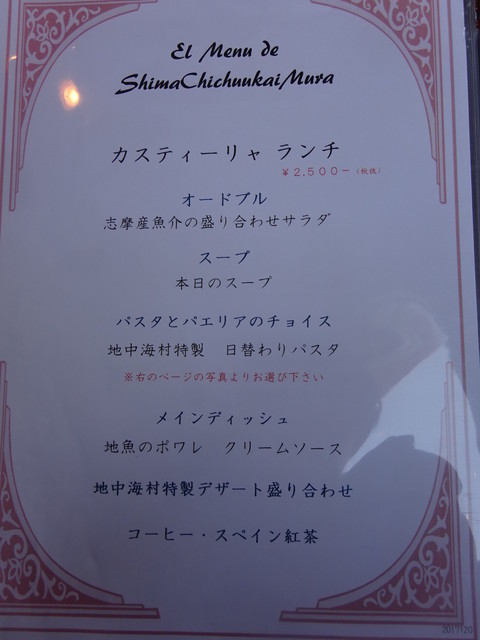 El Menu de
ShimaChichuukaiMura
カスティーリャ ランチ
￥2,500−(税抜)
オードブル
志摩産魚介の盛り合わせサラダ
スープ
本日のスープ
パスタとパエリアのチョイス
地中海村特製　日替わりパスタ
※右のページの写真よりお選び下さい
メインディッシュ
地魚のポワレ　クリームソース
地中海村特製デザート盛り合わせ
コーヒー・スペイン紅茶